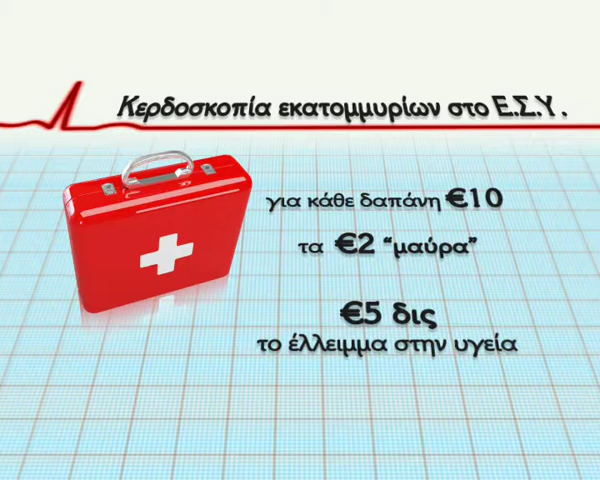 Κερδοσκοπία εκατομμυρίων στο Ε.Σ.Υ.
για κάθε δαπάνη €10
τα €2 “μαύρα”
€5 δις
το έλλειμμα στην υγεία